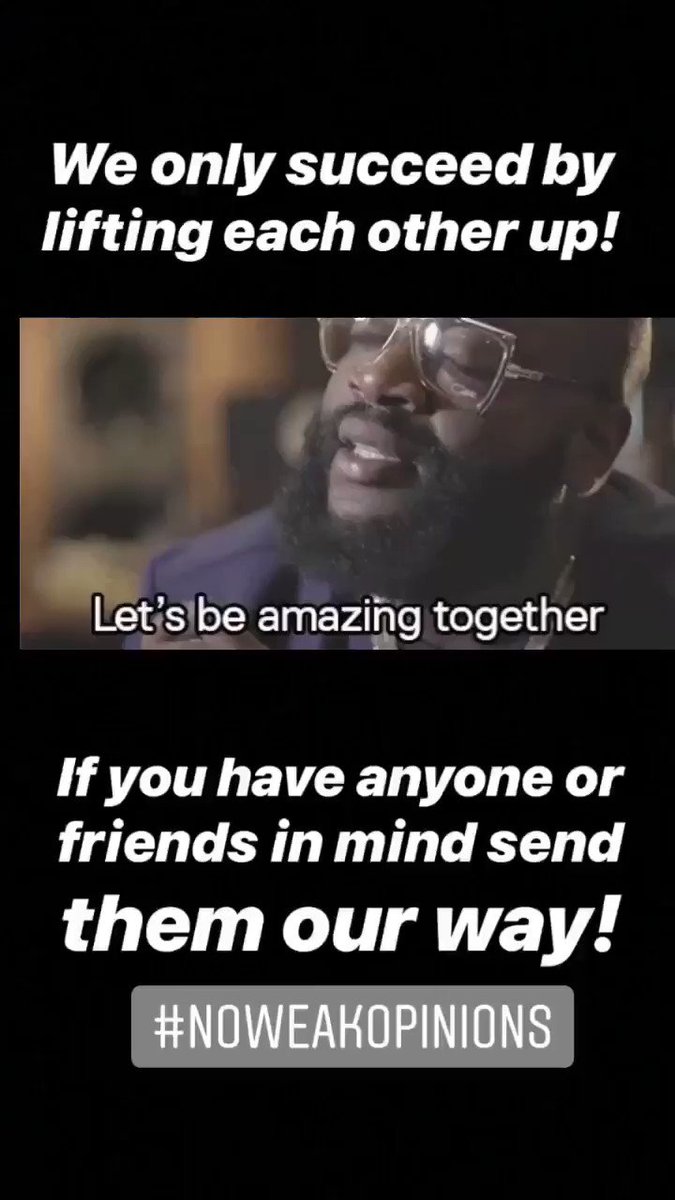 We only succeed by
lifting each other up!
Let's be amazing together
If you have anyone or
friends in mind send
them our way!
#NOWEAKOPINIONS